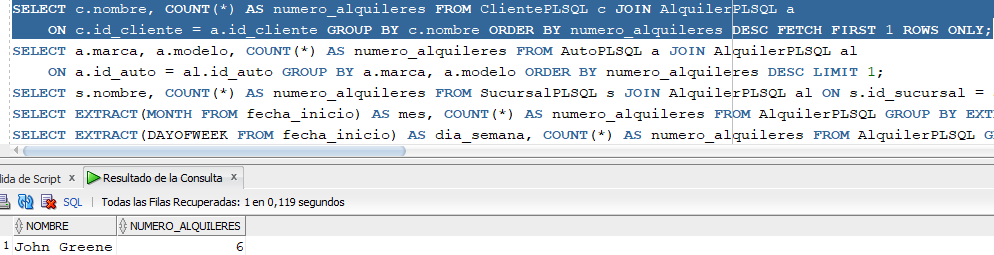 SELECT c.nombre, COUNT(*) AS numero_alquileres FROM ClientePLSQL c JOIN AlquilerPLSQL a
ON c.id_cliente = a.id_cliente GROUP BY c.nombre ORDER BY numero_alquileres DESC FETCH FIRST 1 ROWS ONLY;
SELECT a.marca, a.modelo, COUNT(*) AS numero_alquileres FROM AutoPLSQL a JOIN AlquilerPLSQL al
ON a.id_auto = al.id_auto GROUP BY a.marca, a.modelo ORDER BY numero_alquileres DESC LIMIT 1;
SELECT s.nombre, COUNT(*) AS numero_alquileres FROM SucursalPLSQL s JOIN AlquilerPLSQL al ON s.id_sucursal =
SELECT EXTRACT(MONTH FROM fecha_inicio) AS mes, COUNT(*) AS numero_alquileres FROM AlquilerPLSQL GROUP BY EXT
SELECT EXTRACT(DAYOFWEEK FROM fecha_inicio) AS dia_semana, COUNT(*) AS numero_alquileres FROM AlquilerPLSQL G
lida de Script x Resultado de la Consulta x
SQL | Todas las Filas Recuperadas: 1 en 0,119 segundos
NOMBRE NUMERO_ALQUILERES
1 John Greene 6